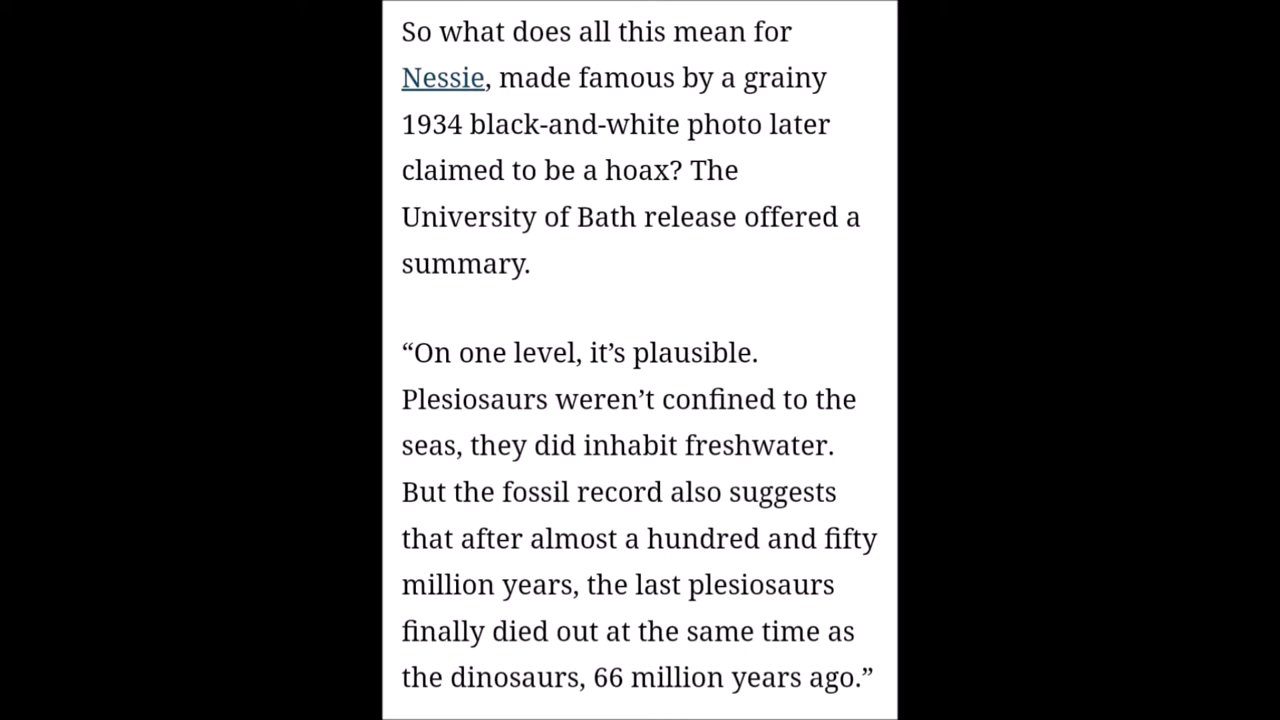 So what does all this mean for
Nessie, made famous by a grainy
1934 black-and-white photo later
claimed to be a hoax? The
University of Bath release offered a
summary.
“On one level, it’s plausible.
Plesiosaurs weren’t confined to the
seas, they did inhabit freshwater.
But the fossil record also suggests
that after almost a hundred and fifty
million years, the last plesiosaurs
finally died out at the same time as
the dinosaurs, 66 million years ago.”